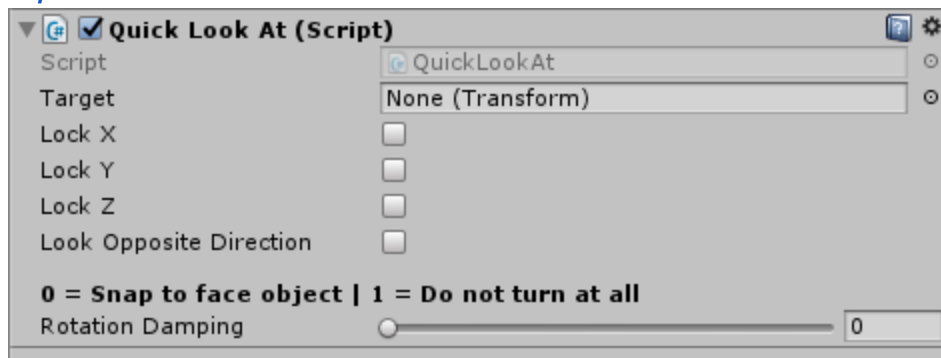 Quick Look At (Script)
Script QuickLookAt
Target None (Transform)
Lock X
Lock Y
Lock Z
Look Opposite Direction
0 = Snap to face object | 1 = Do not turn at all
Rotation Damping 0